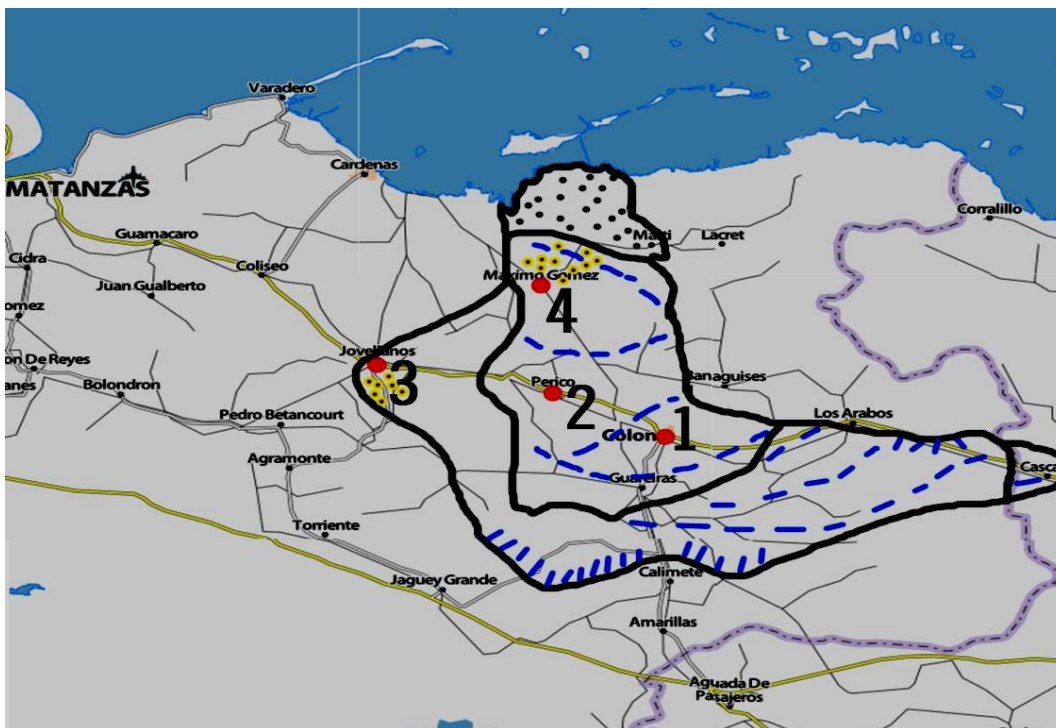 Varadero
Cardenas
MATANZAS
Corralillo
Guamacaro
Marti
Lacret
Cidra
Coliseo
Maximo Gomez
Juan Gualberto
omez
4
Jovellanos
on De Reyes
3
Perico
Banaguises
anes
Bolondron
2
Los Arabos
Pedro Betancourt
Colon
1
Agramonte
Guareiras
Casca
Torriente
Jaguey Grande
Calimete
Amarillas
Aguada De
Pasajeros